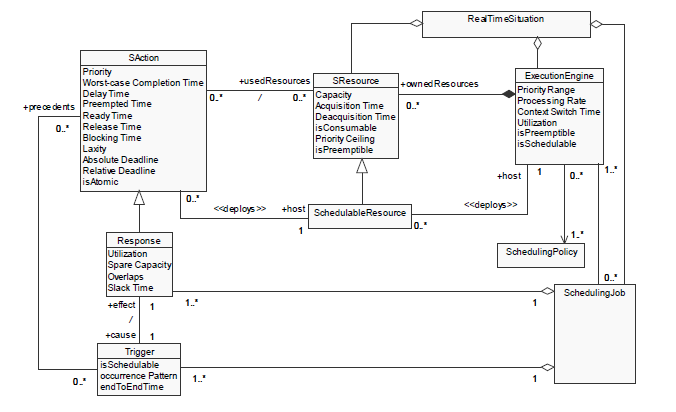 RealTimeSituation
SAction
Priority
Worst-case Completion Time
Delay Time
Preempted Time
Ready Time
Release Time
Blocking Time
Laxity
Absolute Deadline
Relative Deadline
isAtomic
+usedResources
0..*
/
0..*
SResource
Capacity
Acquisition Time
Deacquisition Time
isConsumable
Priority Ceiling
isPreemptible
+ownedResources
0..*
ExecutionEngine
Priority Range
Processing Rate
Context Switch Time
Utilization
isPreemptible
isSchedulable
+precedents
0..*
+host
1
0..*
1..*
0..*
<<deploys>>
+host
1
SchedulableResource
<<deploys>>
0..*
1..*
SchedulingPolicy
Response
Utilization
Spare Capacity
Overlaps
Slack Time
0..*
SchedulingJob
1..*
1
+effect
1
/
+cause
1
Trigger
isSchedulable
occurrence Pattern
endToEndTime
0..*
1..*
1